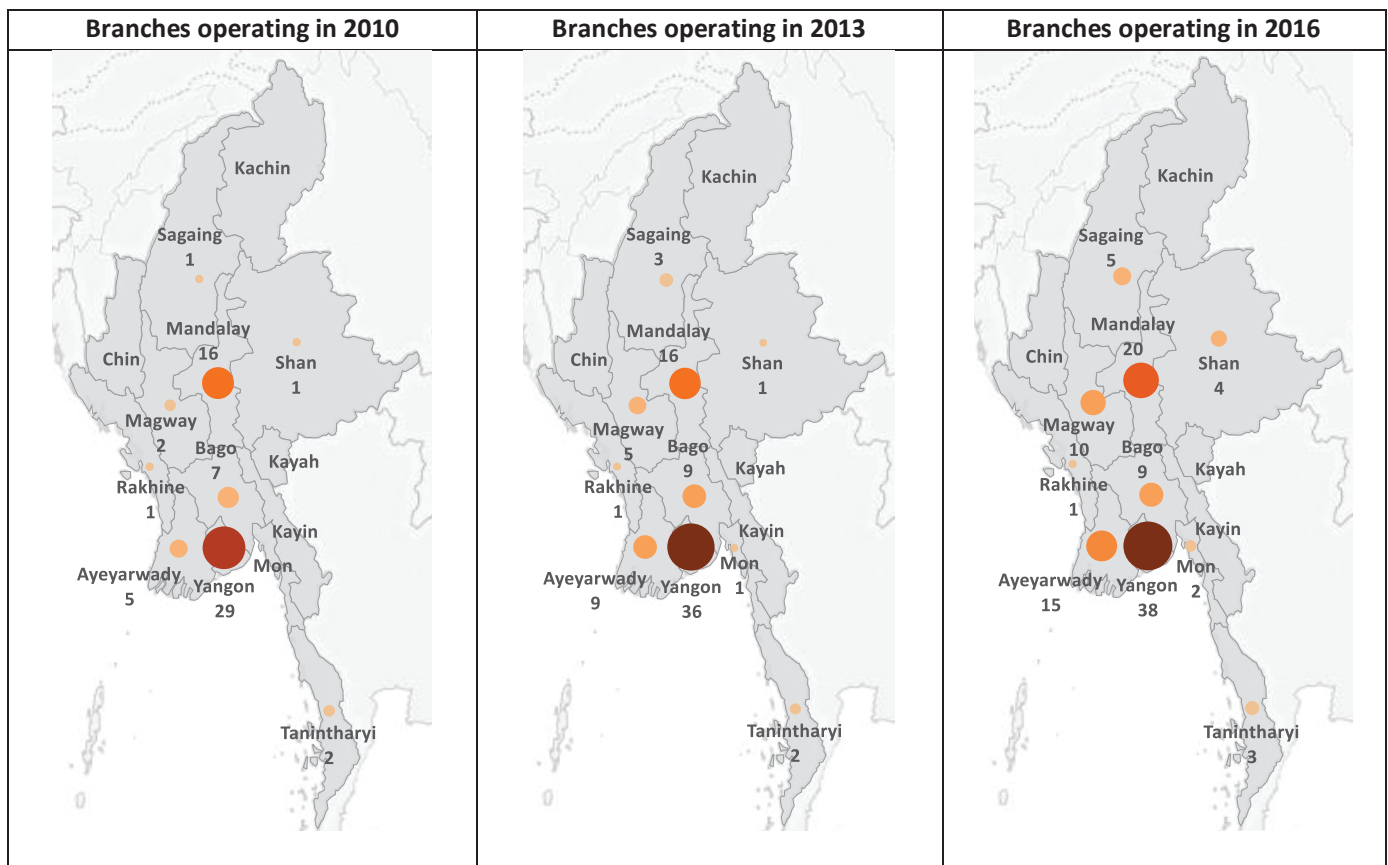 Branches operating in 2010
Kachin
Sagaing
1
Mandalay
16
Chin
Shan
1
Magway
2
Bago
7
Kayah
Rakhine
1
Kayin
Mon
Ayeyarwady
5
Yangon
29
Tanintharyi
2
Branches operating in 2013
Kachin
Sagaing
3
Mandalay
16
Chin
Shan
1
Magway
5
Bago
9
Kayah
Rakhine
1
Kayin
Mon
1
Ayeyarwady
9
Yangon
36
Tanintharyi
2
Branches operating in 2016
Kachin
Sagaing
5
Mandalay
20
Chin
Shan
4
Magway
10
Bago
9
Kayah
Rakhine
1
Kayin
Mon
2
Ayeyarwady
15
Yangon
38
Tanintharyi
3